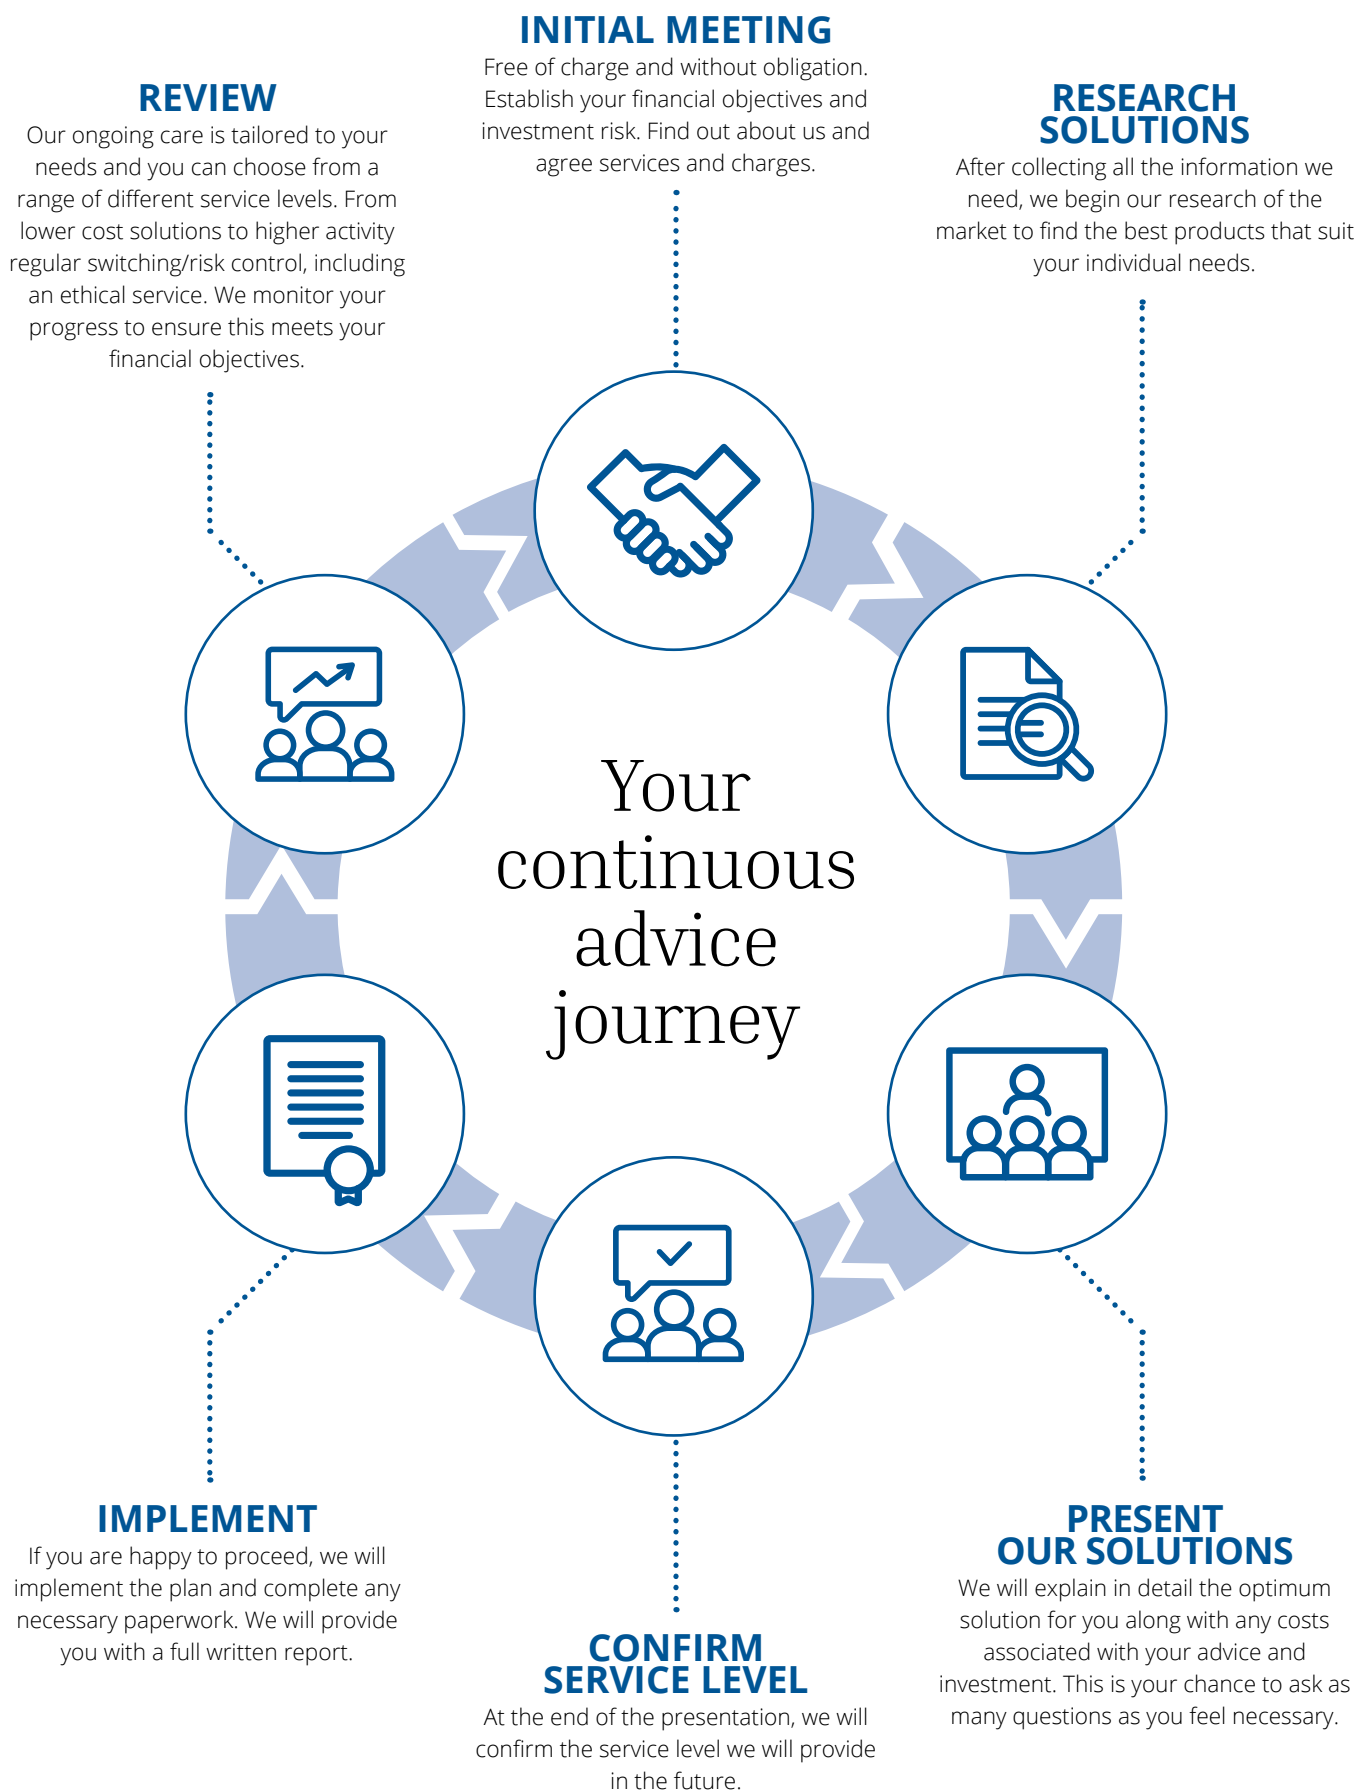 INITIAL MEETING
Free of charge and without obligation.
Establish your financial objectives and
investment risk. Find out about us and
agree services and charges.
RESEARCH
SOLUTIONS
After collecting all the information we
need, we begin our research of the
market to find the best products that suit
your individual needs.
PRESENT
OUR SOLUTIONS
We will explain in detail the optimum
solution for you along with any costs
associated with your advice and
investment. This is your chance to ask as
many questions as you feel necessary.
CONFIRM
SERVICE LEVEL
At the end of the presentation, we will
confirm the service level we will provide
in the future.
IMPLEMENT
If you are happy to proceed, we will
implement the plan and complete any
necessary paperwork. We will provide
you with a full written report.
REVIEW
Our ongoing care is tailored to your
needs and you can choose from a
range of different service levels. From
lower cost solutions to higher activity
regular switching/risk control, including
an ethical service. We monitor your
progress to ensure this meets your
financial objectives.
Your
continuous
advice
journey